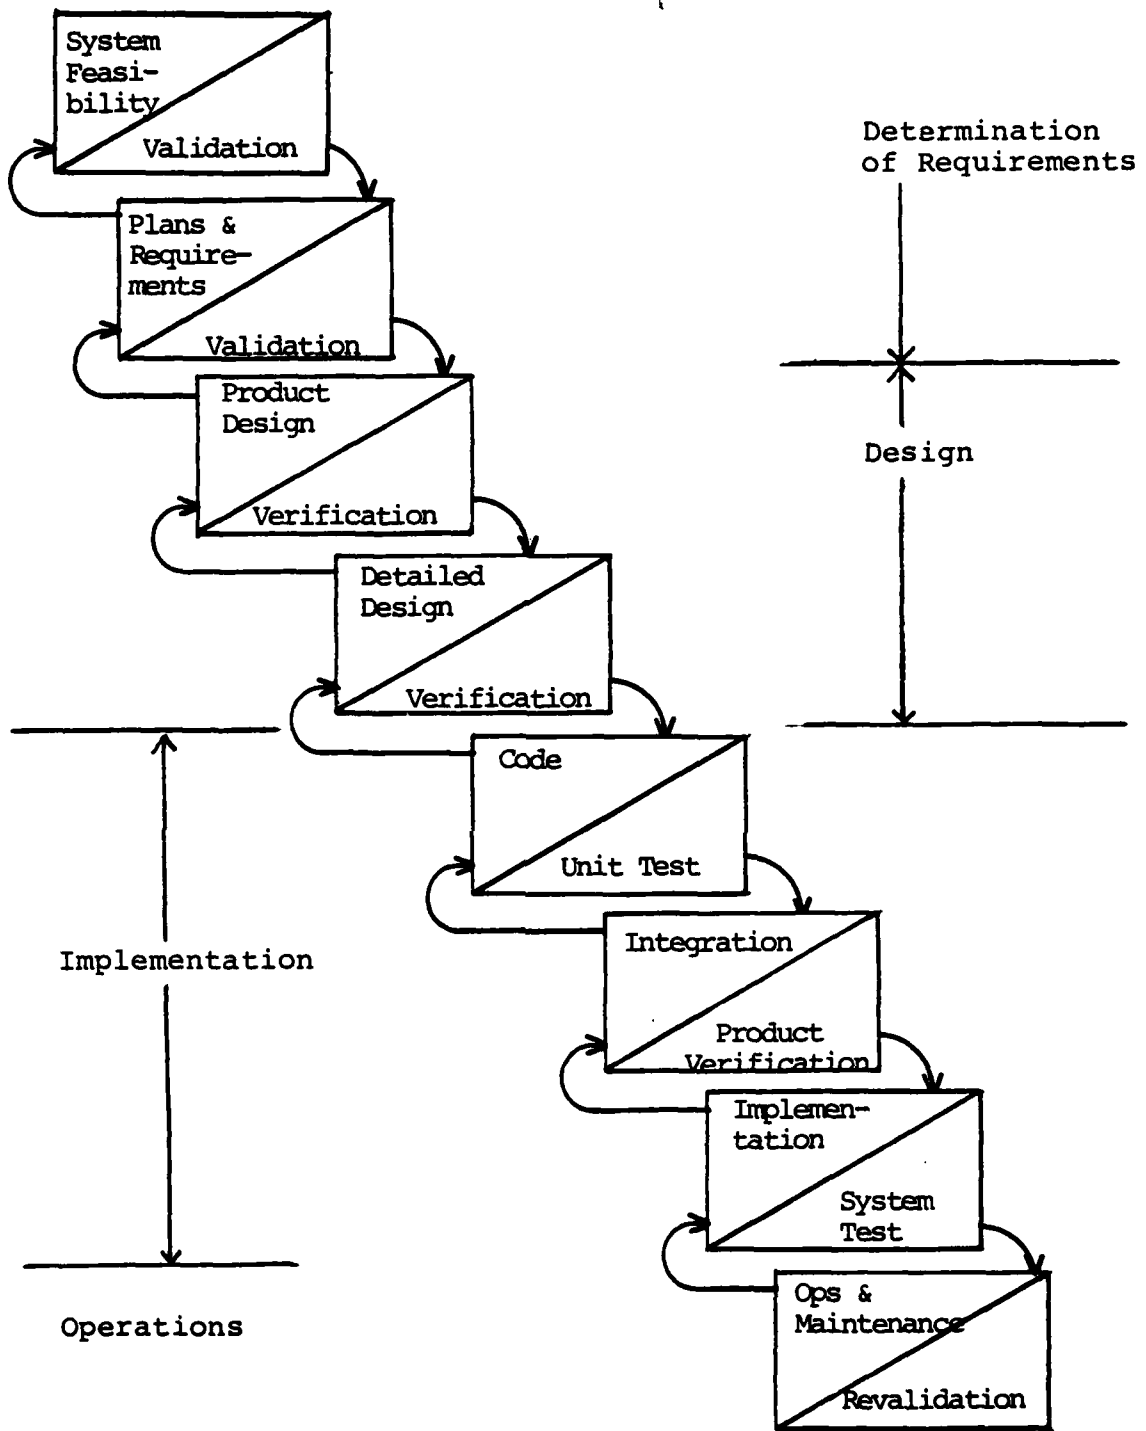 System
Feasi-
bility
Validation
Determination
of Requirements
Plans &
Require-
ments
Validation
Product
Design
Verification
Design
Detailed
Design
Verification
Code
Unit Test
Implementation
Integration
Product
Verification
Implemen-
tation
System
Test
Operations
Ops &
Maintenance
Revalidation